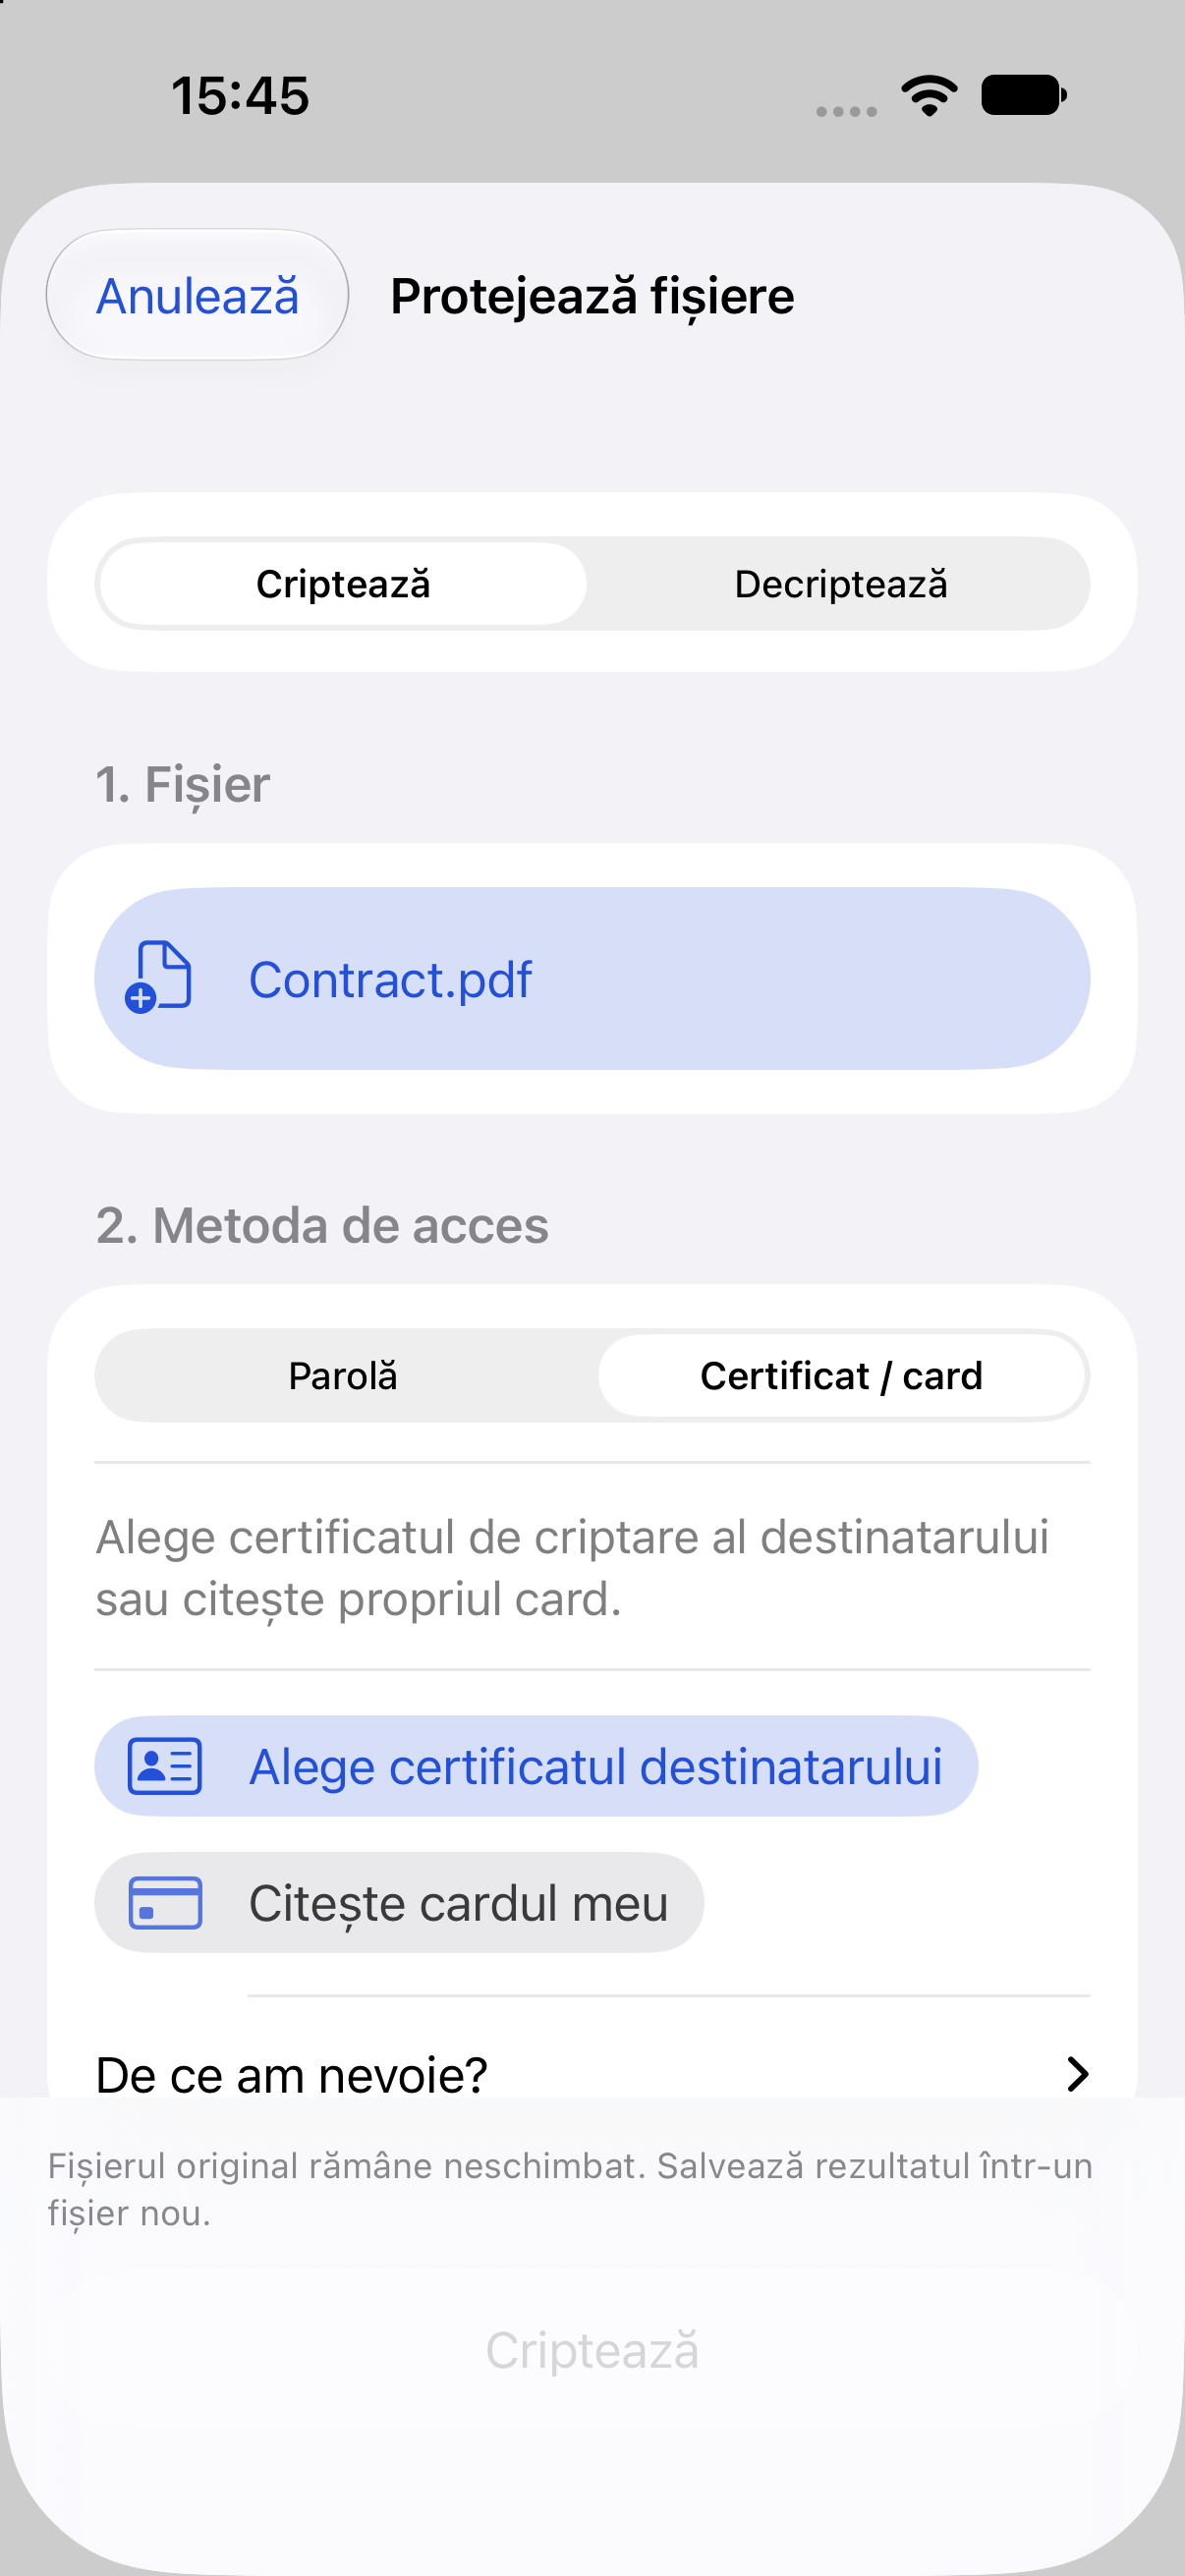 15:45
Anulează
Protejează fișiere
Criptează
Decriptează
1. Fișier
Contract.pdf
2. Metoda de acces
Parolă
Certificat / card
Alege certificatul de criptare al destinatarului
sau citește propriul card.
Alege certificatul destinatarului
Citește cardul meu
De ce am nevoie?
Fișierul original rămâne neschimbat. Salvează rezultatul într-un
fișier nou.
Criptează